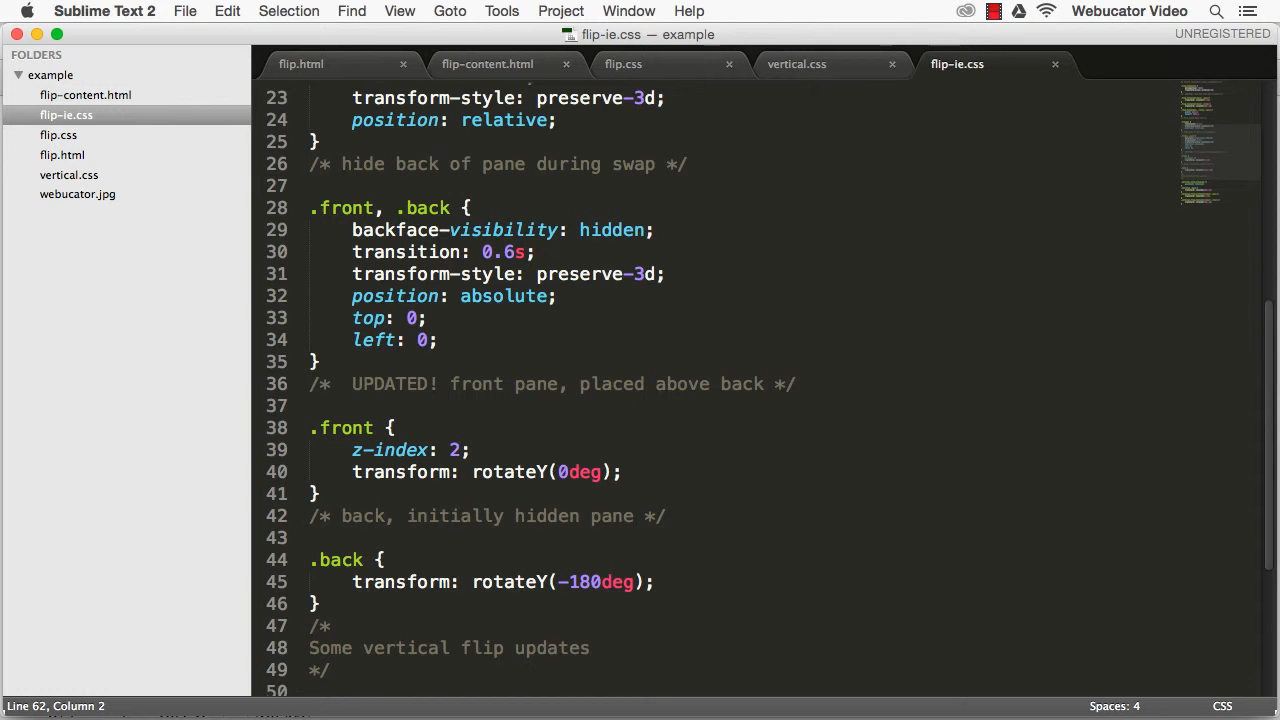 Sublime Text 2 File Edit Selection Find View Goto Tools Project Window Help Webucator Video
flip-ie.css — example
UNREGISTERED
FOLDERS
example
flip-content.html
flip-ie.css
flip.css
flip.html
vertical.css
webucator.jpg
flip.html × flip-content.html × flip.css × vertical.css × flip-ie.css ×
23 transform-style: preserve-3d;
24 position: relative;
25 }
26 /* hide back of pane during swap */
27
28 .front, .back {
29 backface-visibility: hidden;
30 transition: 0.6s;
31 transform-style: preserve-3d;
32 position: absolute;
33 top: 0;
34 left: 0;
35 }
36 /*  UPDATED! front pane, placed above back */
37
38 .front {
39 z-index: 2;
40 transform: rotateY(0deg);
41 }
42 /* back, initially hidden pane */
43
44 .back {
45 transform: rotateY(-180deg);
46 }
47 /*
48 Some vertical flip updates
49 */
50
Line 62, Column 2
Spaces: 4
CSS